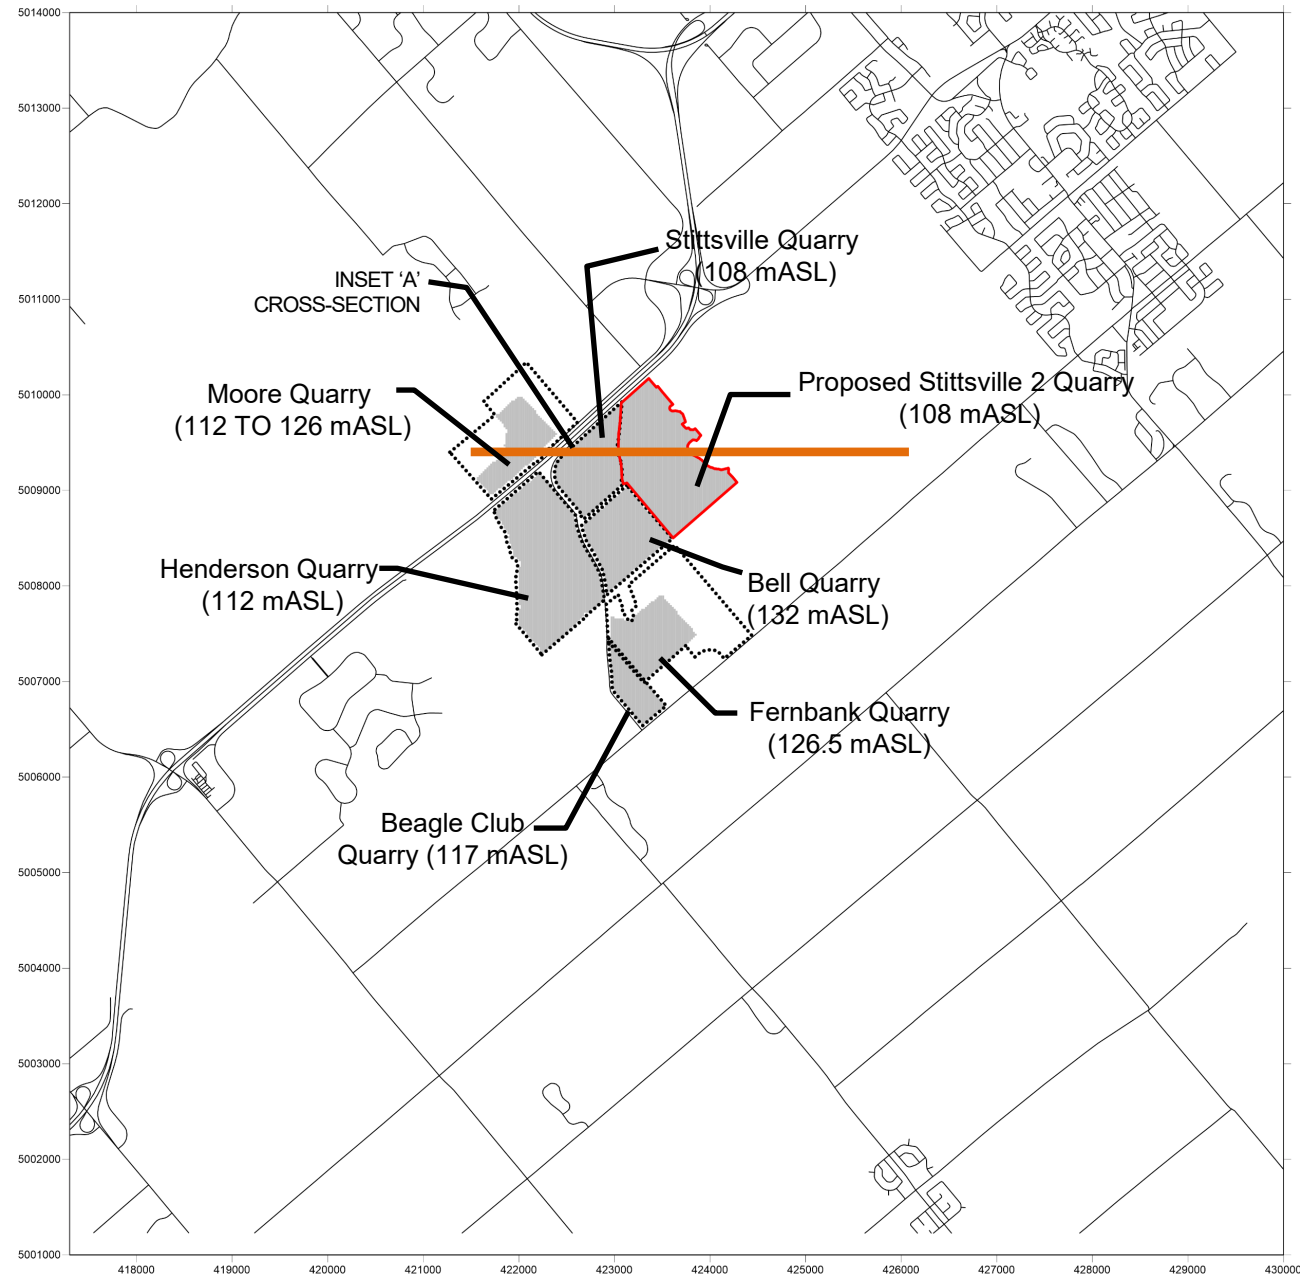 5014000
5013000
5012000
5011000
5010000
5009000
5008000
5007000
5006000
5005000
5004000
5003000
5002000
5001000
Stittsville Quarry
(108 mASL)
INSET ‘A’
CROSS-SECTION
Moore Quarry
(112 TO 126 mASL)
Proposed Stittsville 2 Quarry
(108 mASL)
Henderson Quarry
(112 mASL)
Bell Quarry
(132 mASL)
Fernbank Quarry
(126.5 mASL)
Beagle Club
Quarry (117 mASL)
418000 419000 420000 421000 422000 423000 424000 425000 426000 427000 428000 429000 430000